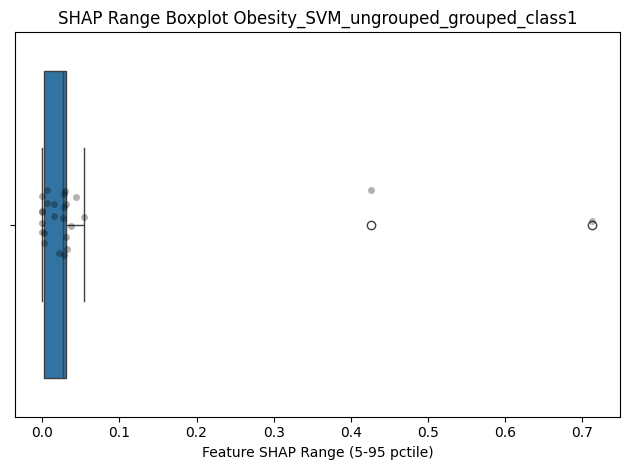 SHAP Range Boxplot Obesity_SVM_ungrouped_grouped_class1
0.0 0.1 0.2 0.3 0.4 0.5 0.6 0.7
Feature SHAP Range (5-95 pctile)